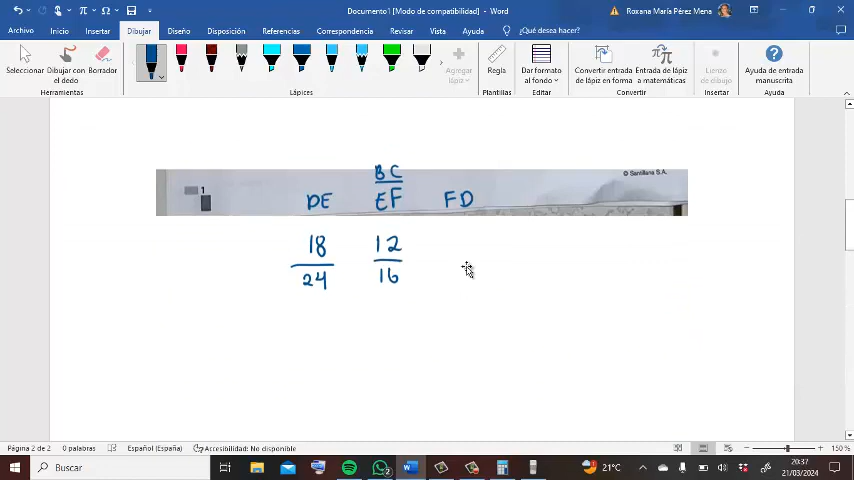 Documento1 [Modo de compatibilidad] - Word
Roxana María Pérez Mena
Archivo Inicio Insertar Dibujar Diseño Disposición Referencias Correspondencia Revisar Vista Ayuda ¿Qué desea hacer?
Seleccionar Dibujar con el dedo Borrador
Agregar lápiz
Regla
Dar formato al fondo
Convertir entrada de lápiz en forma
Entrada de lápiz a matemáticas
Lienzo de dibujo
Ayuda de entrada manuscrita
Herramientas Lápices Plantillas Editar Convertir Insertar Ayuda
© Santillana S.A.
1
BC
DE EF FD
18 12
24 16
Página 2 de 2 0 palabras Español (España) Accesibilidad: No disponible 150 %
Buscar
2
21°C
20:37
21/03/2024